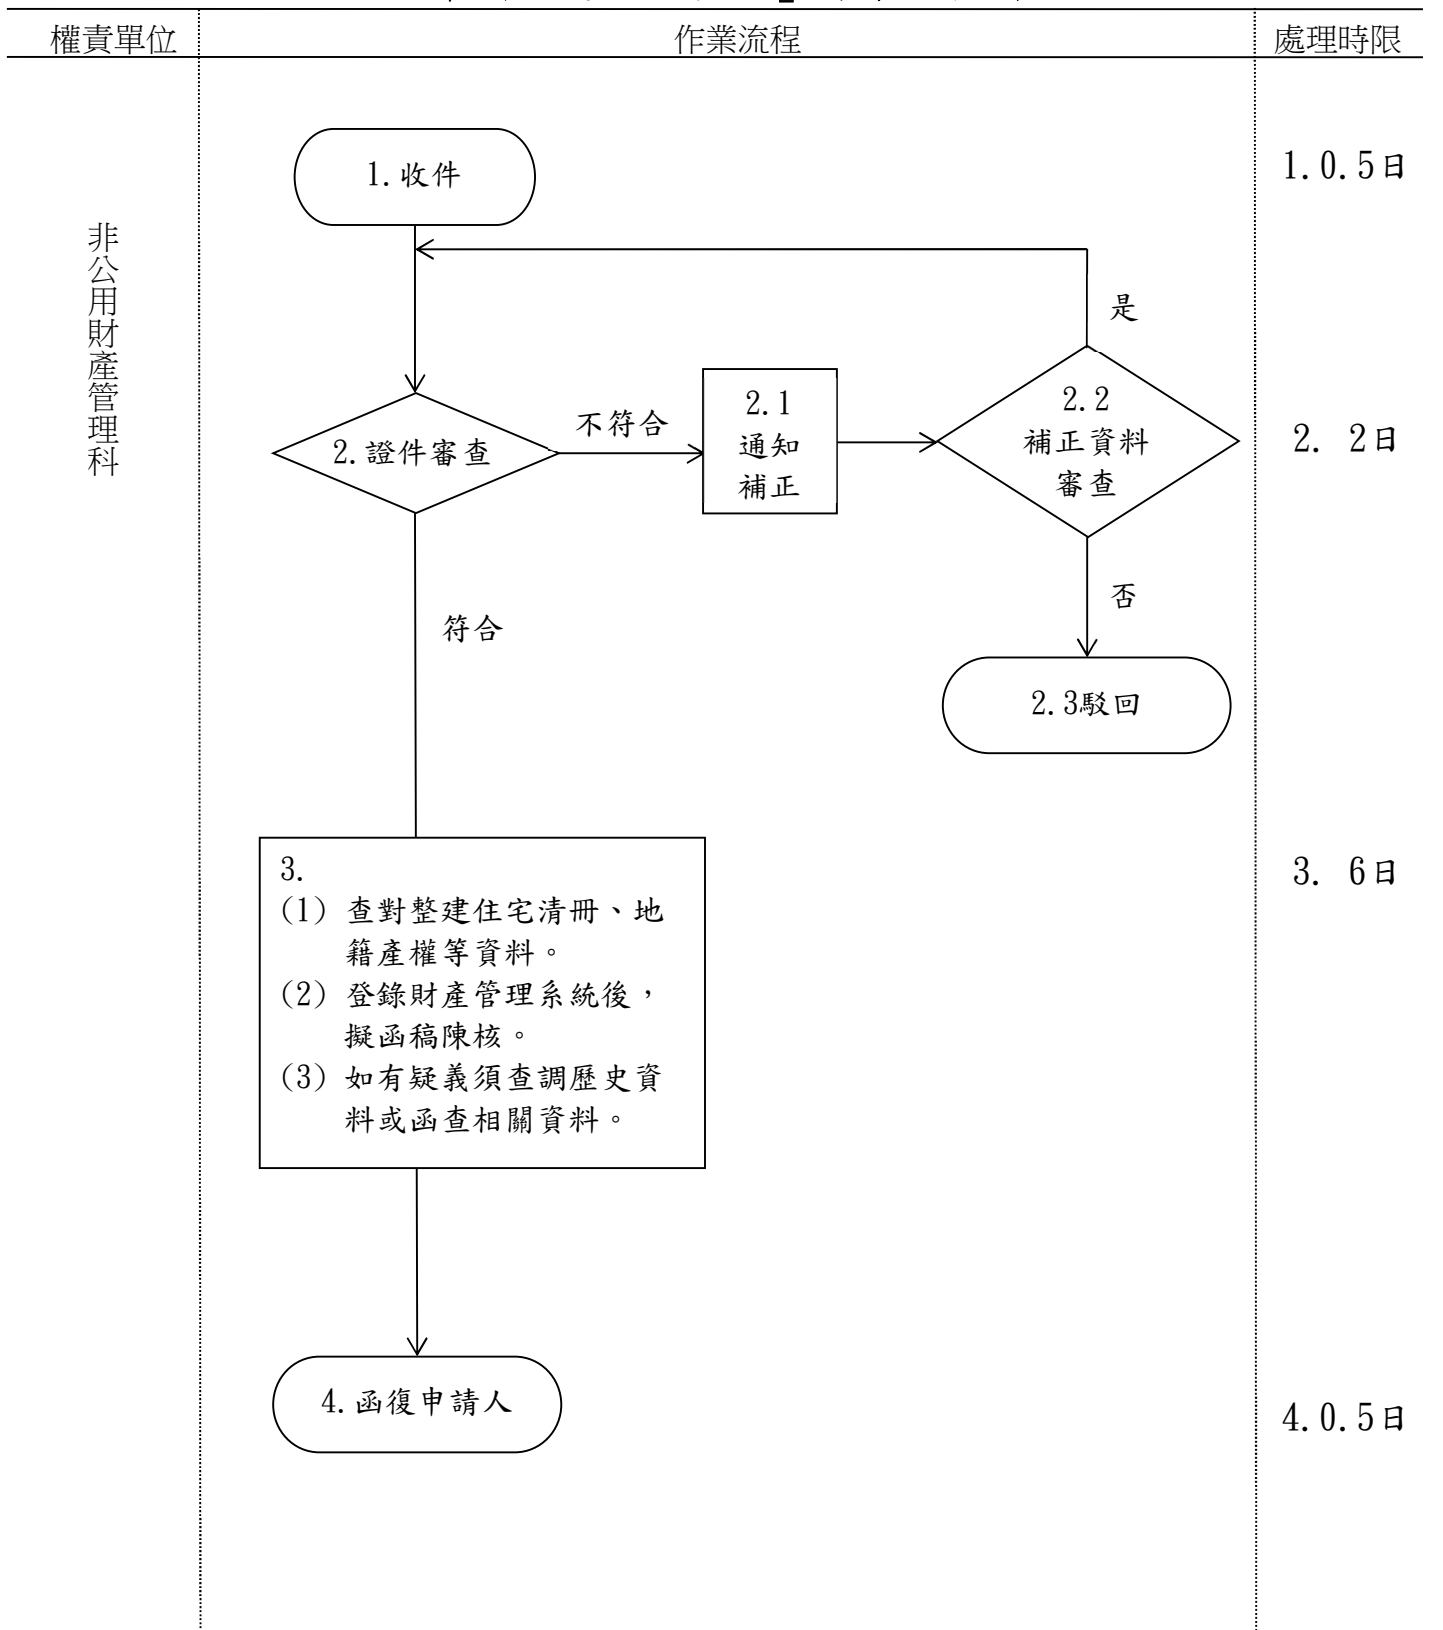 權責單位 作業流程 處理時限
1.收件 1.0.5日
非公用財產管理科
是
2.證件審查 不符合 2.1 2.2 2. 2日
通知 補正資料
補正 審查
否
符合
2.3駁回
3. 3. 6日
(1) 查對整建住宅清冊、地
籍產權等資料。
(2) 登錄財產管理系統後，
擬函稿陳核。
(3) 如有疑義須查調歷史資
料或函查相關資料。
4.函復申請人 4.0.5日